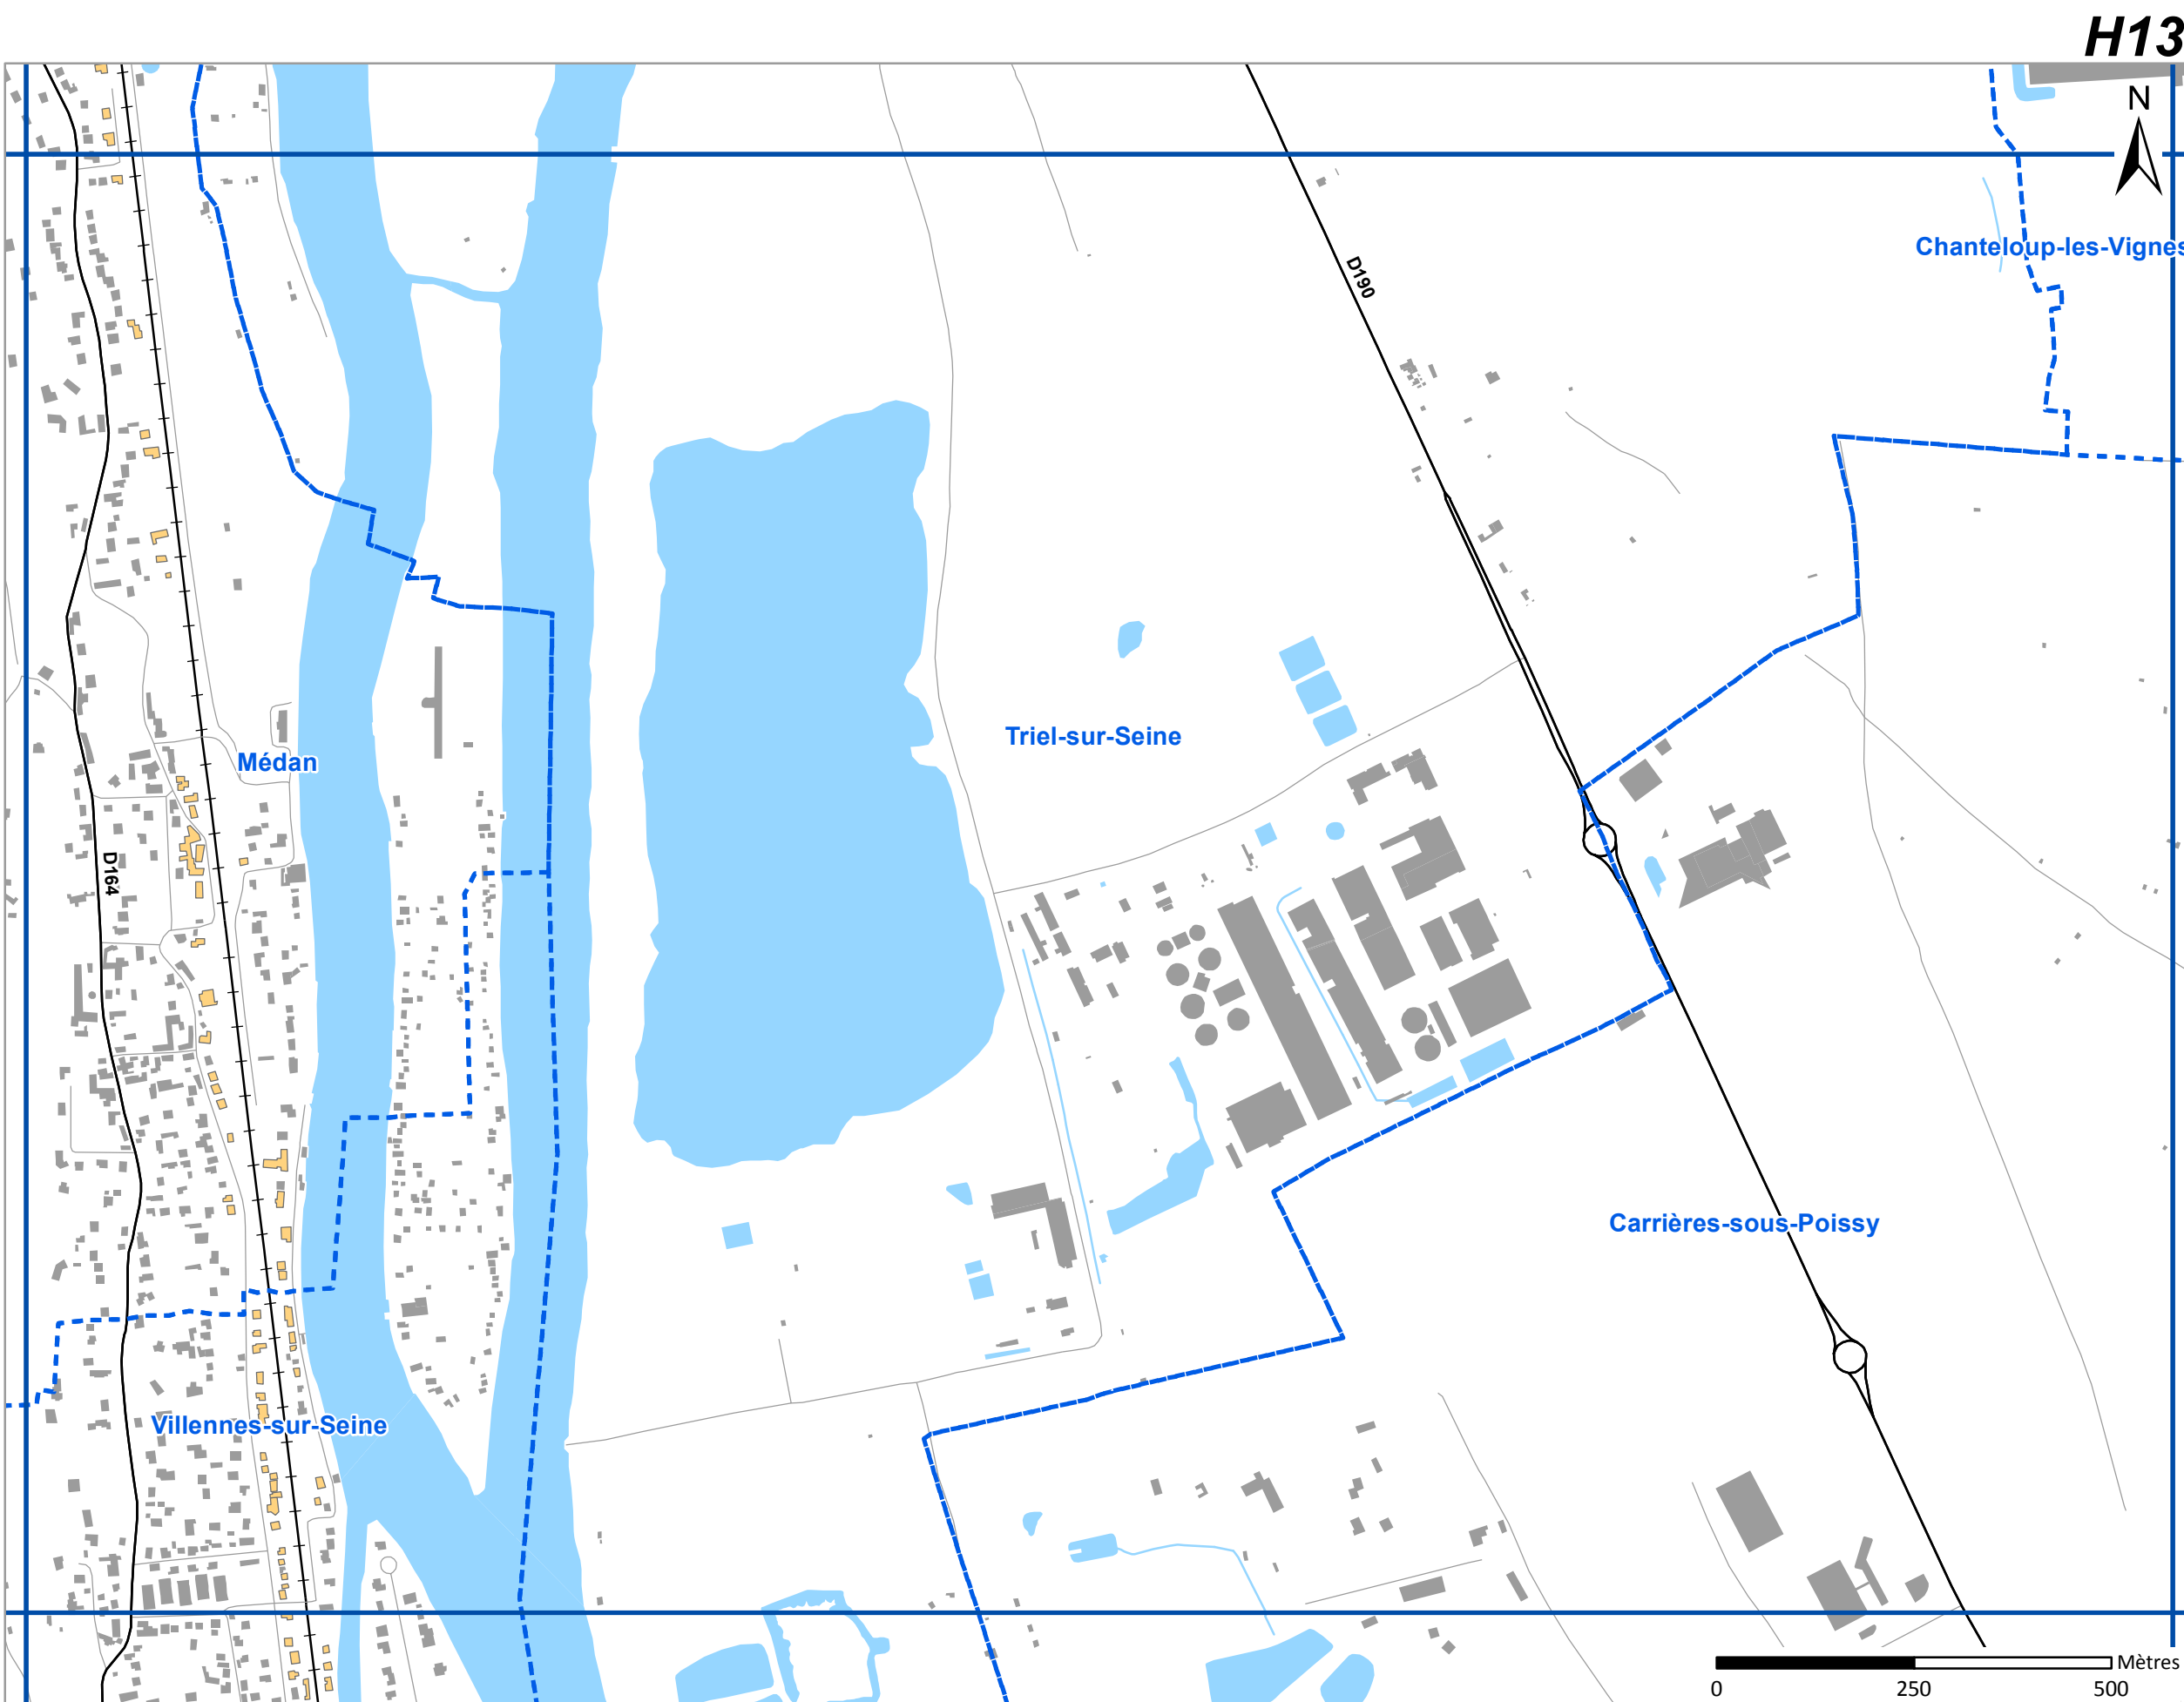 H13
N
Chanteloup-les-Vignes
D190
Triel-sur-Seine
Médan
D164
Carrières-sous-Poissy
Villennes-sur-Seine
Mètres
0 250 500